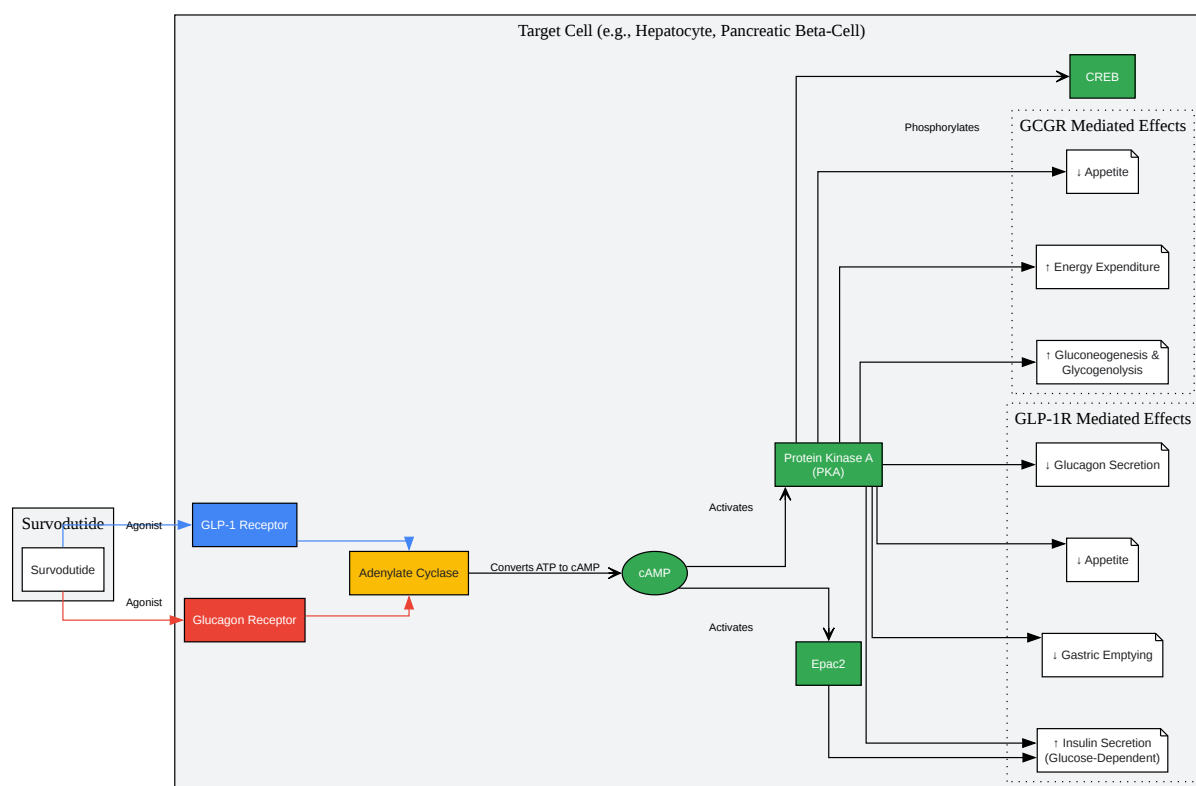 Target Cell (e.g., Hepatocyte, Pancreatic Beta-Cell)
CREB
Phosphorylates
GCGR Mediated Effects
↓ Appetite
↑ Energy Expenditure
↑ Gluconeogenesis &
Glycogenolysis
GLP-1R Mediated Effects
Protein Kinase A
(PKA)
↓ Glucagon Secretion
Activates
Survodutide
Agonist
GLP-1 Receptor
↓ Appetite
Survodutide
Adenylate Cyclase
Converts ATP to cAMP
cAMP
Agonist
Glucagon Receptor
Activates
Epac2
↓ Gastric Emptying
↑ Insulin Secretion
(Glucose-Dependent)